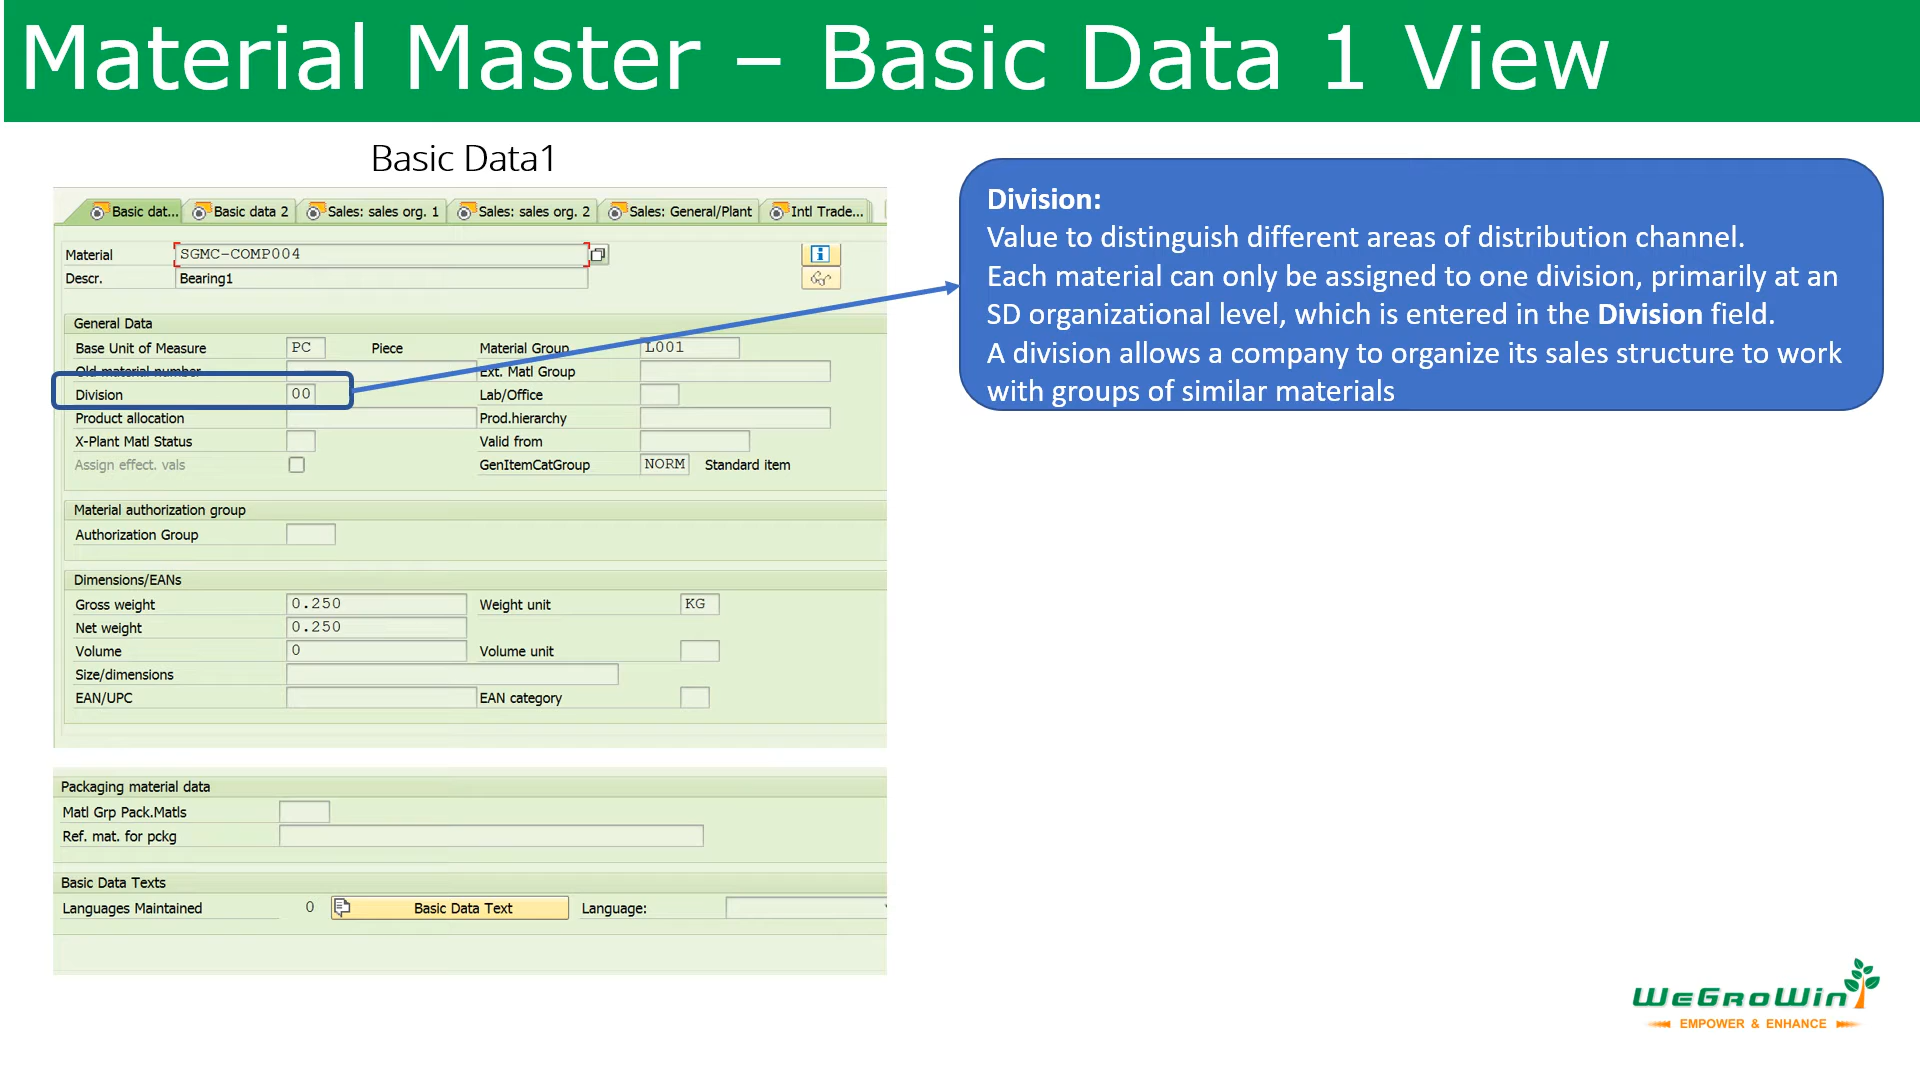 Material Master – Basic Data 1 View
Basic Data1
Basic dat... Basic data 2 Sales: sales org. 1 Sales: sales org. 2 Sales: General/Plant Intl Trade...
Material SGMC-COMP004
Descr. Bearing1
General Data
Base Unit of Measure PC Piece Material Group L001
Old material number Ext. Matl Group
Division 00 Lab/Office
Product allocation Prod.hierarchy
X-Plant Matl Status Valid from
Assign effect. vals GenItemCatGroup NORM Standard item
Material authorization group
Authorization Group
Dimensions/EANs
Gross weight 0.250 Weight unit KG
Net weight 0.250
Volume 0 Volume unit
Size/dimensions
EAN/UPC EAN category
Packaging material data
Matl Grp Pack.Matls
Ref. mat. for pckg
Basic Data Texts
Languages Maintained 0 Basic Data Text Language:
Division:
Value to distinguish different areas of distribution channel.
Each material can only be assigned to one division, primarily at an
SD organizational level, which is entered in the Division field.
A division allows a company to organize its sales structure to work
with groups of similar materials
WeGroWin
EMPOWER & ENHANCE